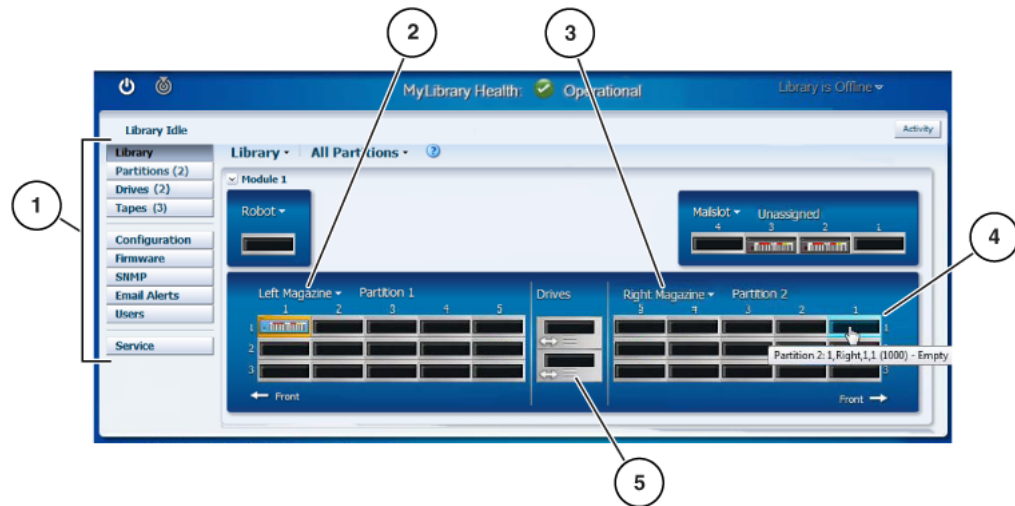 2
3
MyLibrary Health: Operational
Library is Offline
Library Idle
Activity
1
Library
Partitions (2)
Drives (2)
Tapes (3)
Configuration
Firmware
SNMP
Email Alerts
Users
Service
Library
All Partitions
?
Module 1
Robot
Mailslot Unassigned
4 3 2 1
4
Left Magazine Partition 1
1 2 3 4 5
1
2
3
Front
Drives
Right Magazine Partition 2
5 4 3 2 1
1
Partition 2: 1,Right,1,1 (1000) - Empty
3
Front
5